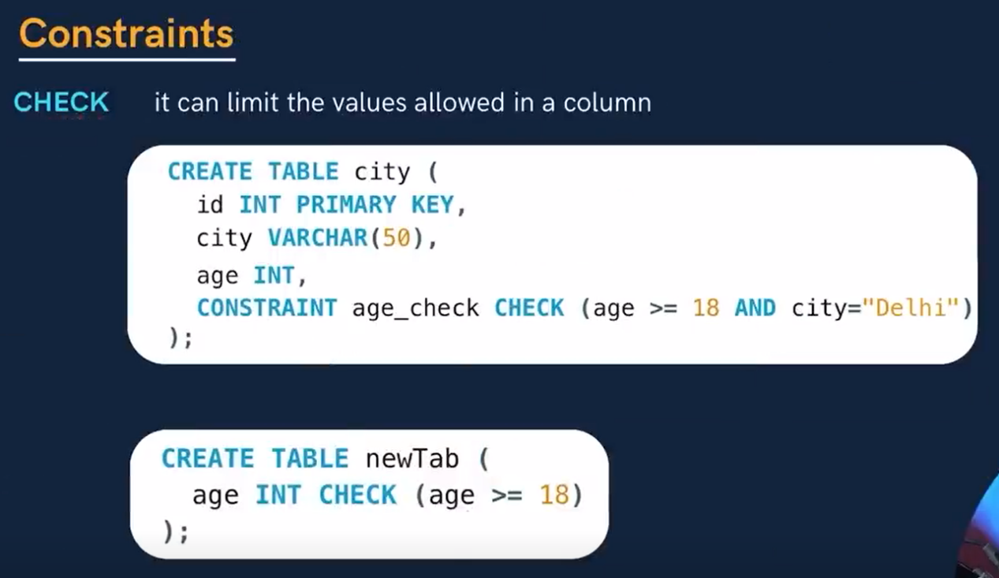 Constraints
CHECK it can limit the values allowed in a column
CREATE TABLE city (
id INT PRIMARY KEY,
city VARCHAR(50),
age INT,
CONSTRAINT age_check CHECK (age >= 18 AND city="Delhi")
);
CREATE TABLE newTab (
age INT CHECK (age >= 18)
);